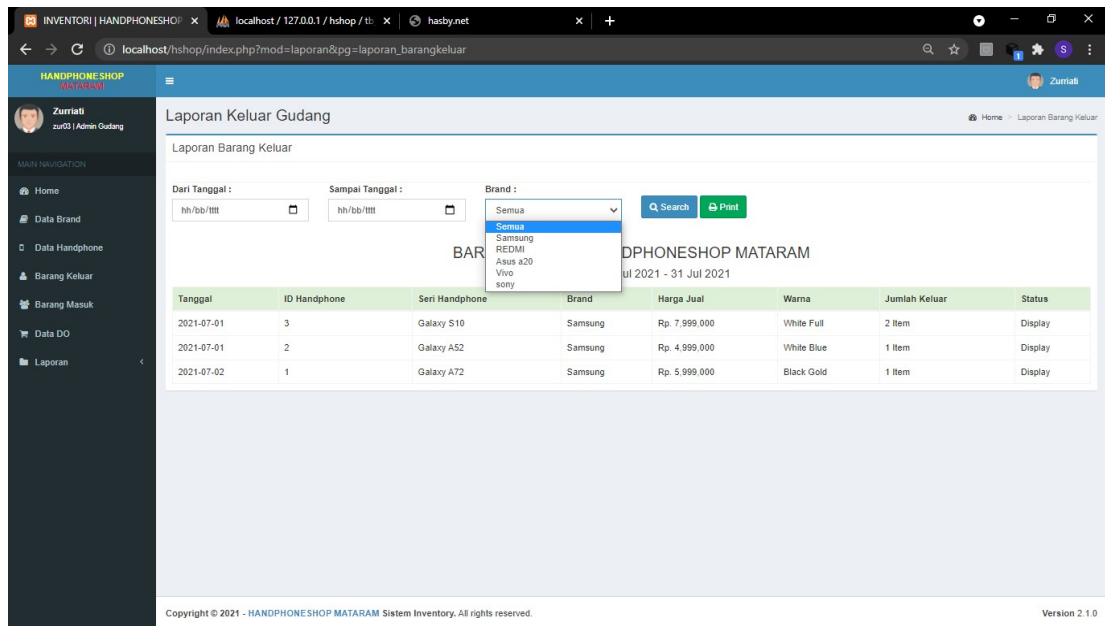 INVENTORI | HANDPHONESHOP
localhost / 127.0.0.1 / hshop / tb
hasby.net
localhost/hshop/index.php?mod=laporan&pg=laporan_barangkeluar
1
S
HANDPHONESHOP
MATARAM
Zurriati
Zurriati
zur03 | Admin Gudang
Laporan Keluar Gudang
Home > Laporan Barang Keluar
MAIN NAVIGATION
Home
Data Brand
Data Handphone
Barang Keluar
Barang Masuk
Data DO
Laporan
Laporan Barang Keluar
Dari Tanggal : Sampai Tanggal : Brand :
hh/bb/tttt hh/bb/tttt Semua Search Print
Semua
Samsung
REDMI
Asus a20
Vivo
sony
BAR DPHONESHOP MATARAM
ul 2021 - 31 Jul 2021
Tanggal ID Handphone Seri Handphone Brand Harga Jual Warna Jumlah Keluar Status
2021-07-01 3 Galaxy S10 Samsung Rp. 7,999,000 White Full 2 Item Display
2021-07-01 2 Galaxy A52 Samsung Rp. 4,999,000 White Blue 1 Item Display
2021-07-02 1 Galaxy A72 Samsung Rp. 5,999,000 Black Gold 1 Item Display
Copyright © 2021 - HANDPHONESHOP MATARAM Sistem Inventory. All rights reserved. Version 2.1.0